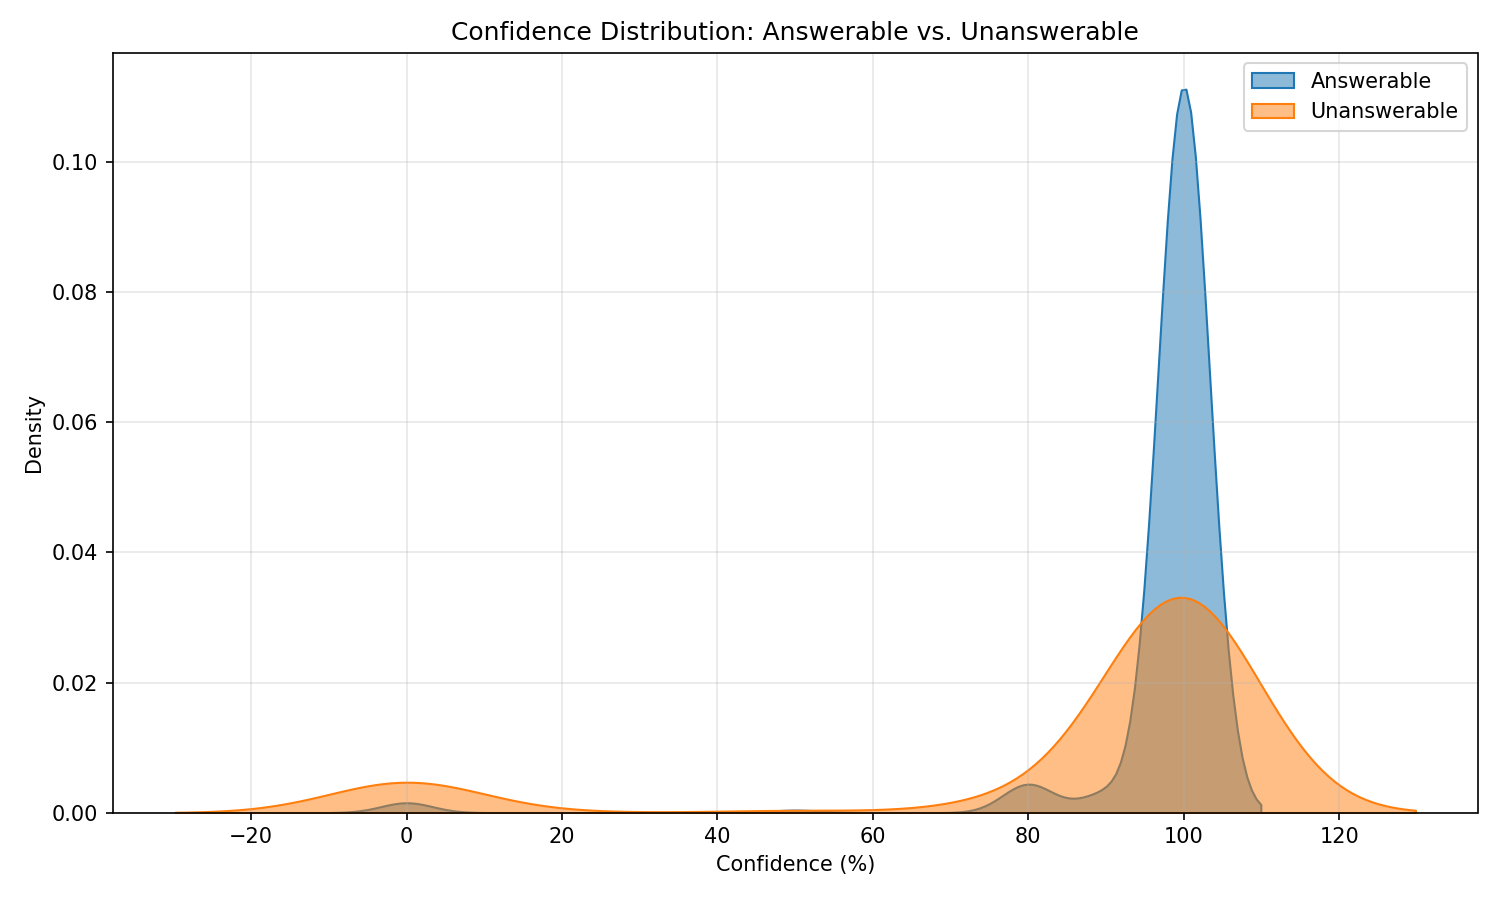 Confidence Distribution: Answerable vs. Unanswerable
Answerable
Unanswerable
0.10
0.08
0.06
0.04
0.02
0.00
Density
−20 0 20 40 60 80 100 120
Confidence (%)